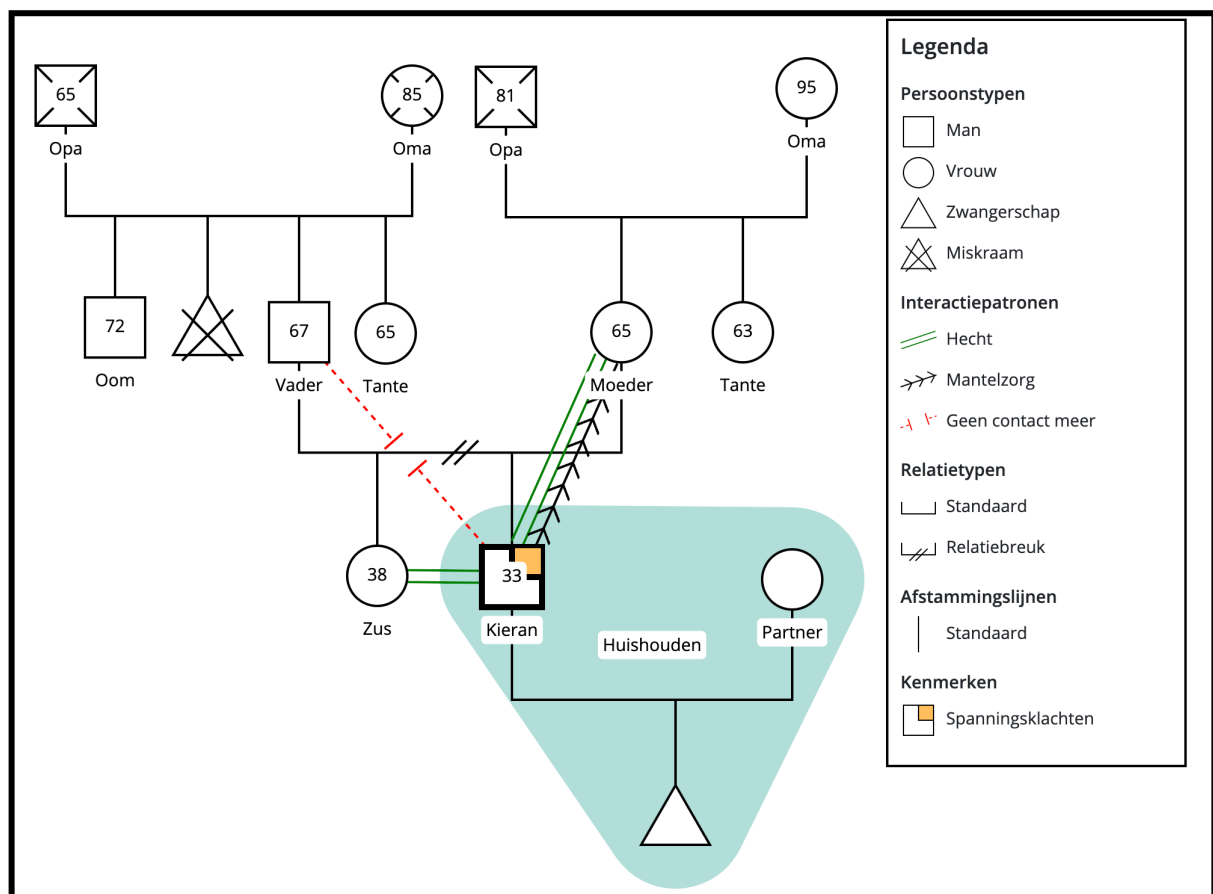 65
85
81
95
Opa
Oma
Opa
Oma
72
67
65
65
63
Oom
Vader
Tante
Moeder
Tante
38
33
Zus
Kieran
Huishouden
Partner
Legenda
Persoonstypen
Man
Vrouw
Zwangerschap
Miskraam
Interactiepatronen
Hecht
Mantelzorg
Geen contact meer
Relatietypen
Standaard
Relatiebreuk
Afstammingslijnen
Standaard
Kenmerken
Spanningsklachten